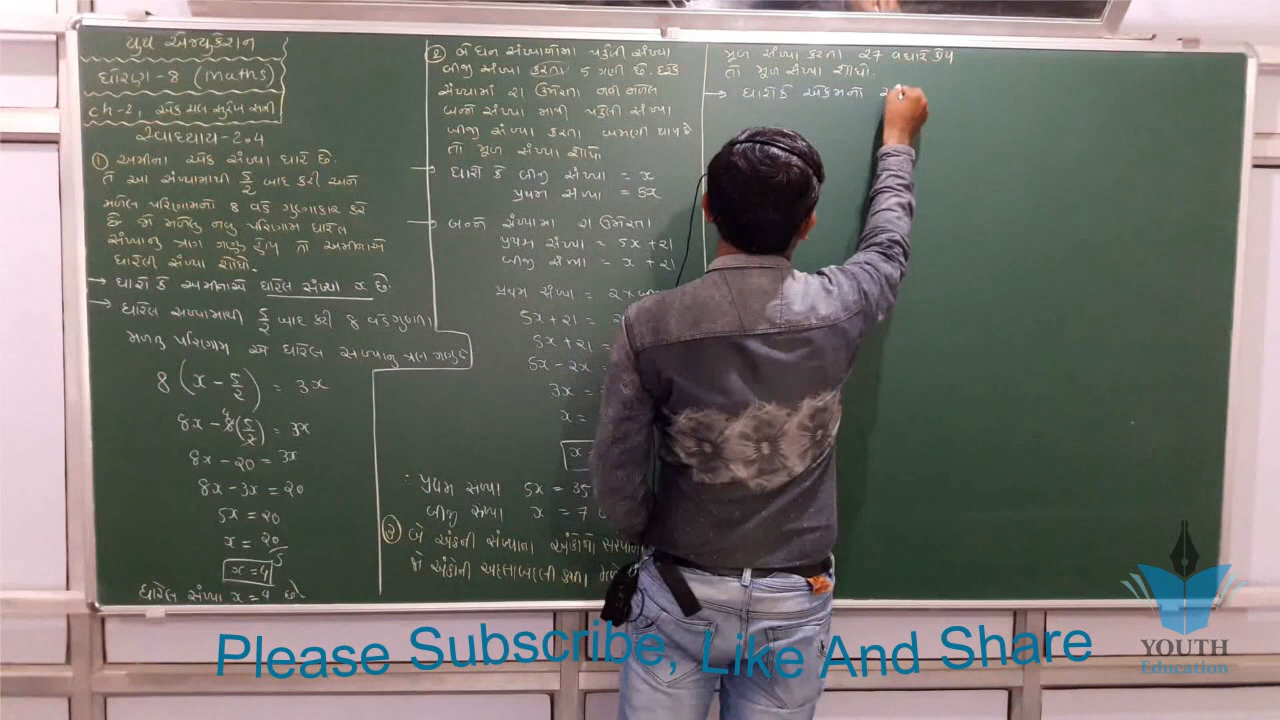 યુવ એજ્યુકેશન
ધોરણ-8 (Maths)
ch-2, એક ચલ સુરેખ સમી
સ્વાધ્યાય-2.4
① અમીના એક સંખ્યા ધારે છે.
તે આ સંખ્યામાંથી 5/2 બાદ કરી અને
મળેલ પરિણામનો 8 વડે ગુણાકાર કરે
છે જો મળેલું નવુ પરિણામ ધારેલ
સંખ્યાનુ ત્રણ ગણુ હોય તો અમીનાએ
ધારેલી સંખ્યા શોધો.
→ ધારો કે અમીનાએ ધારેલ સંખ્યા x છે.
→ ધારેલ સંખ્યામાંથી 5/2 બાદ કરી 8 વડે ગુણતા
મળતુ પરિણામ એ ધારેલ સંખ્યાનુ ત્રણ ગણુ છે
8(x - 5/2) = 3x
8x - 8(5/2) = 3x
8x - 20 = 3x
8x - 3x = 20
5x = 20
x = 20/5
x = 4
ધારેલ સંખ્યા x = 4 છે.
② બે ધન સંખ્યાઓમાં પહેલી સંખ્યા
બીજી સંખ્યા કરતા 5 ગણી છે. દરેક
સંખ્યામાં 21 ઉમેરતા નવી મળેલ
બન્ને સંખ્યા માથી પહેલી સંખ્યા
બીજી સંખ્યા કરતા બમણી થાય છે
તો મૂળ સંખ્યા શોધો
→ ધારો કે બીજી સંખ્યા = x
પ્રથમ સંખ્યા = 5x
→ બન્ને સંખ્યામા 21 ઉમેરતા
પ્રથમ સંખ્યા = 5x + 21
બીજી સંખ્યા = x + 21
પ્રથમ સંખ્યા = 2 x
5x + 21 = 2
5x + 21 =
5x - 2x =
3x =
x =
x =
પ્રથમ સંખ્યા 5x = 35
બીજી સંખ્યા x = 7
③ બે અંકની સંખ્યાના અંકોનો સરવાળો
જો અંકોની અદલાબદલી કરતા મળે
મૂળ સંખ્યા કરતા 27 વધારે હોય
તો મૂળ સંખ્યા શોધો.
→ ધારોકે એકમનો
Please Subscribe, Like And Share
YOUTH
Education